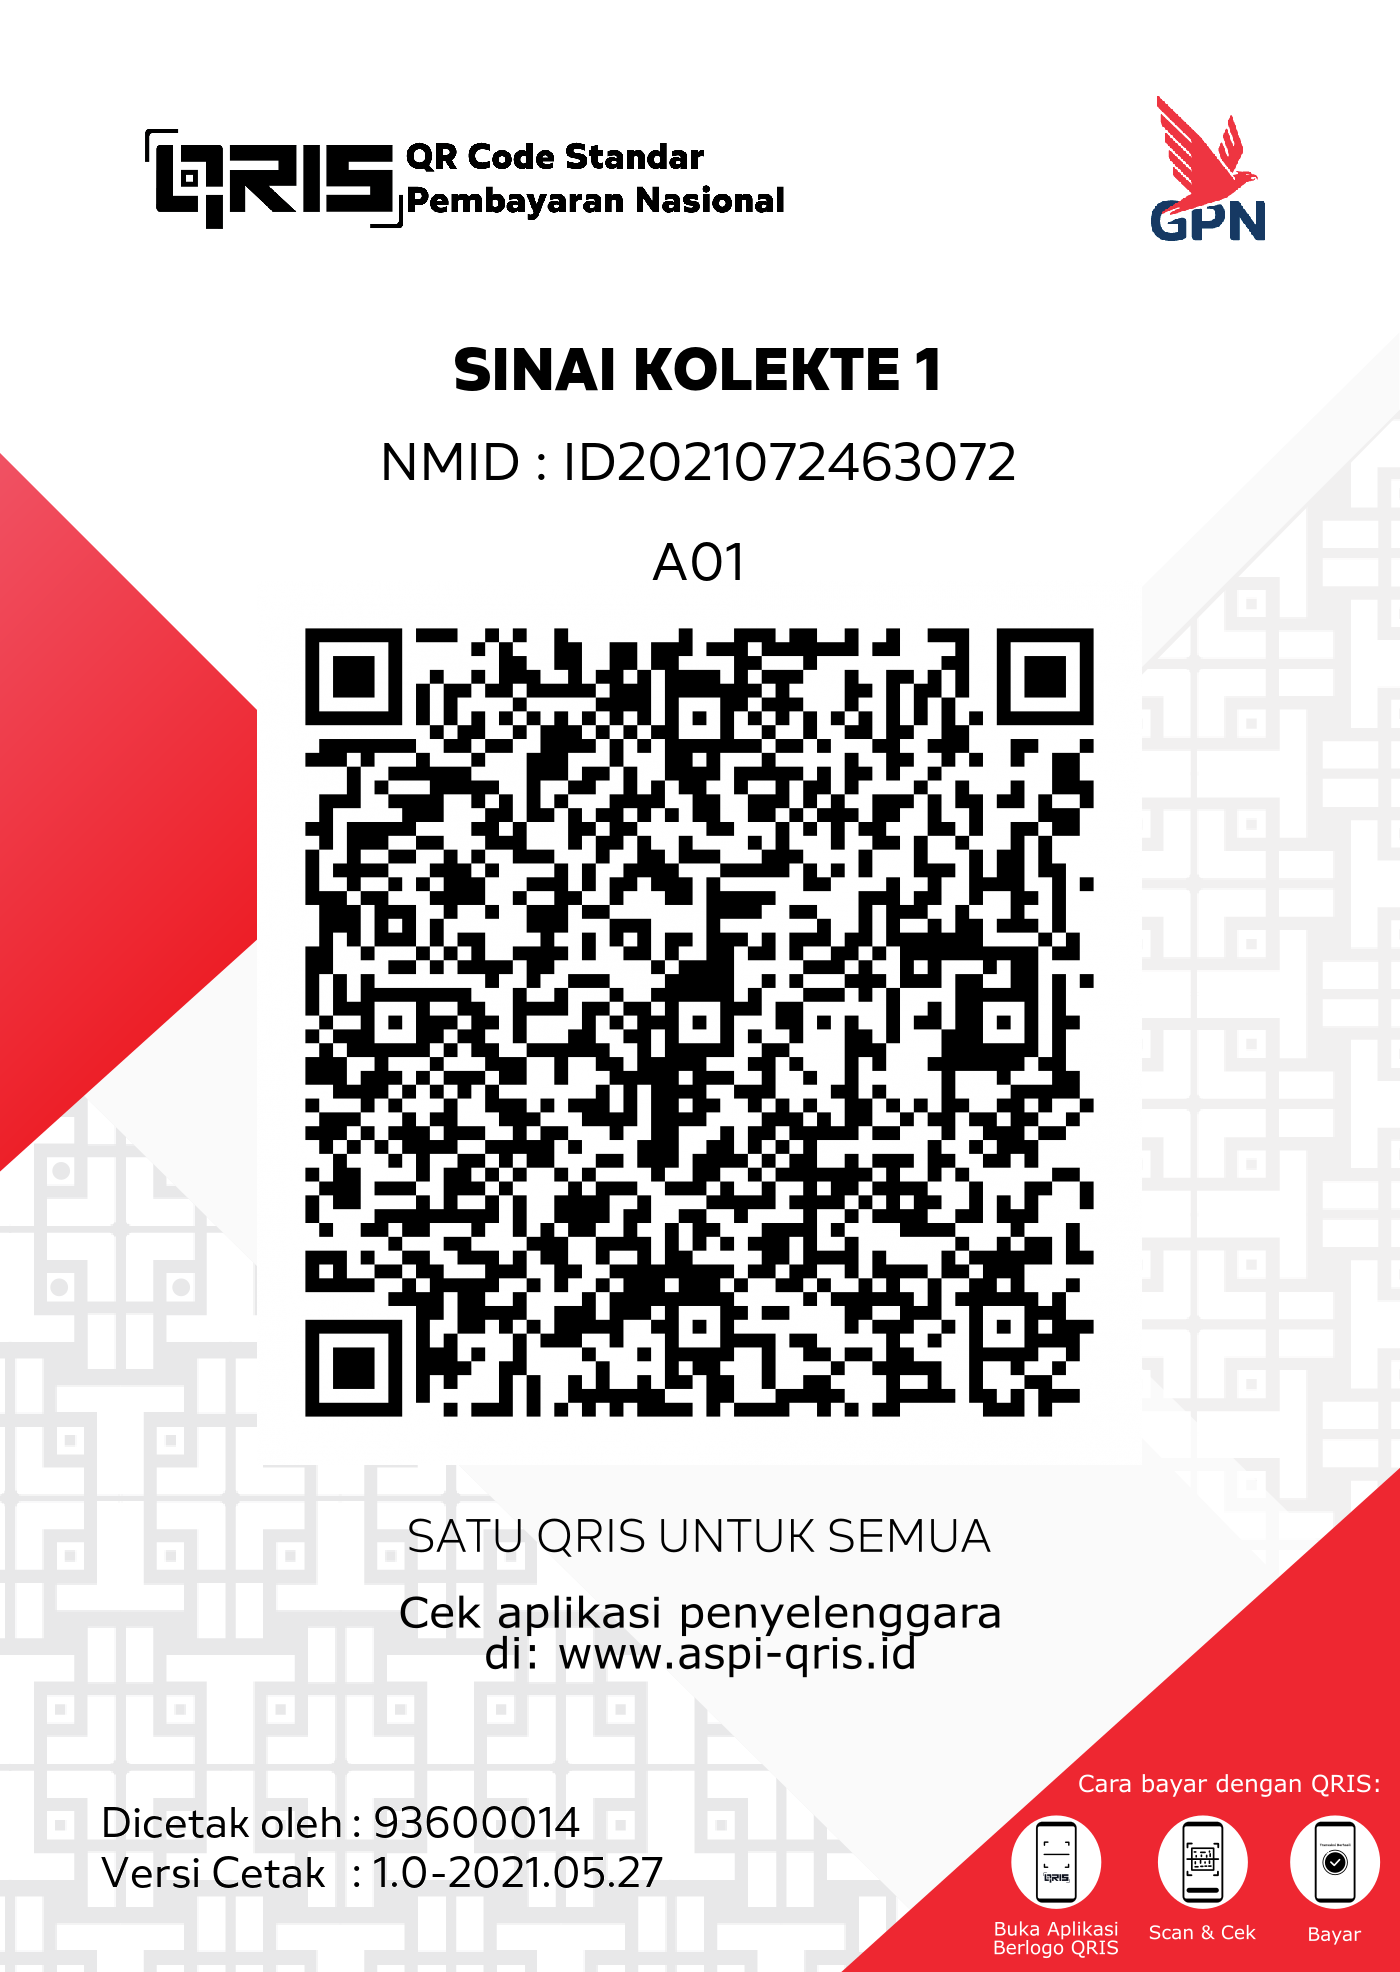 QRIS QR Code Standar
Pembayaran Nasional
GPN
SINAI KOLEKTE 1
NMID : ID2021072463072
A01
SATU QRIS UNTUK SEMUA
Cek aplikasi penyelenggara
di: www.aspi-qris.id
Dicetak oleh : 93600014
Versi Cetak : 1.0-2021.05.27
Cara bayar dengan QRIS:
QRIS
Buka Aplikasi
Berlogo QRIS
Scan & Cek
Bayar